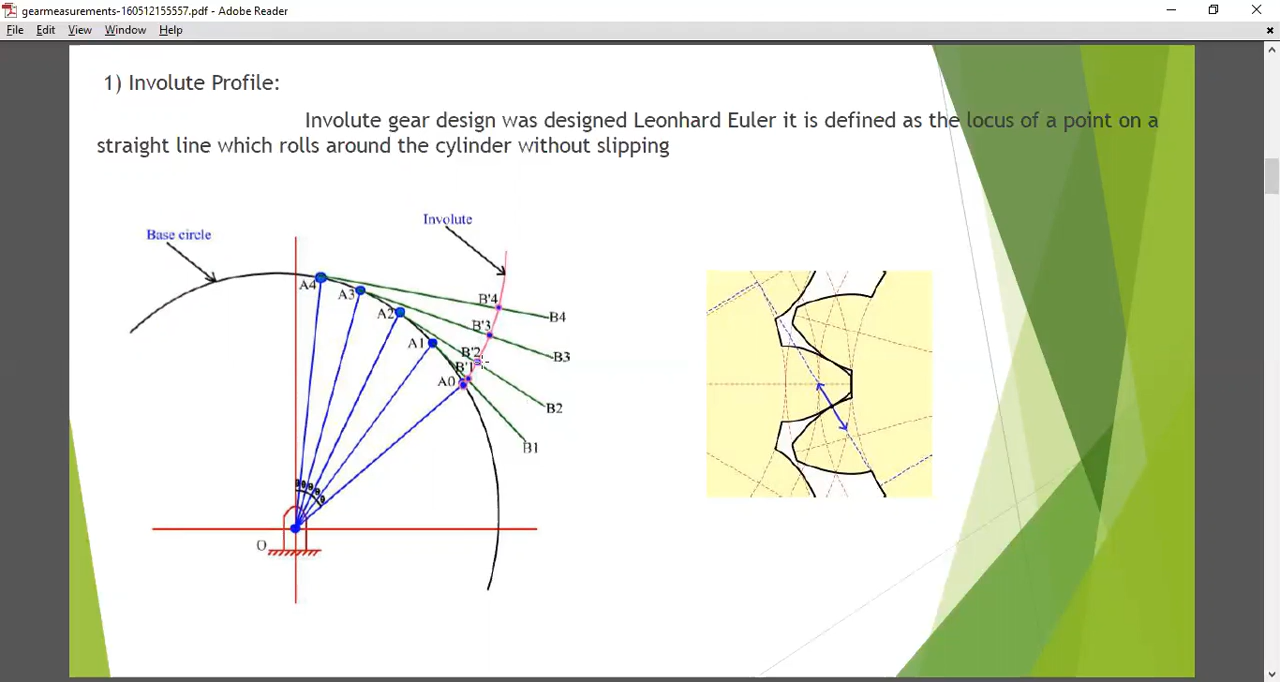 gearmeasurements-160512155557.pdf - Adobe Reader
File Edit View Window Help
1) Involute Profile:
Involute gear design was designed Leonhard Euler it is defined as the locus of a point on a
straight line which rolls around the cylinder without slipping
Involute
Base circle
A4
A3
B'4
B4
A2
B'3
A1
B'2
B3
B'1
A0
B2
B1
θ θ θ θ
O